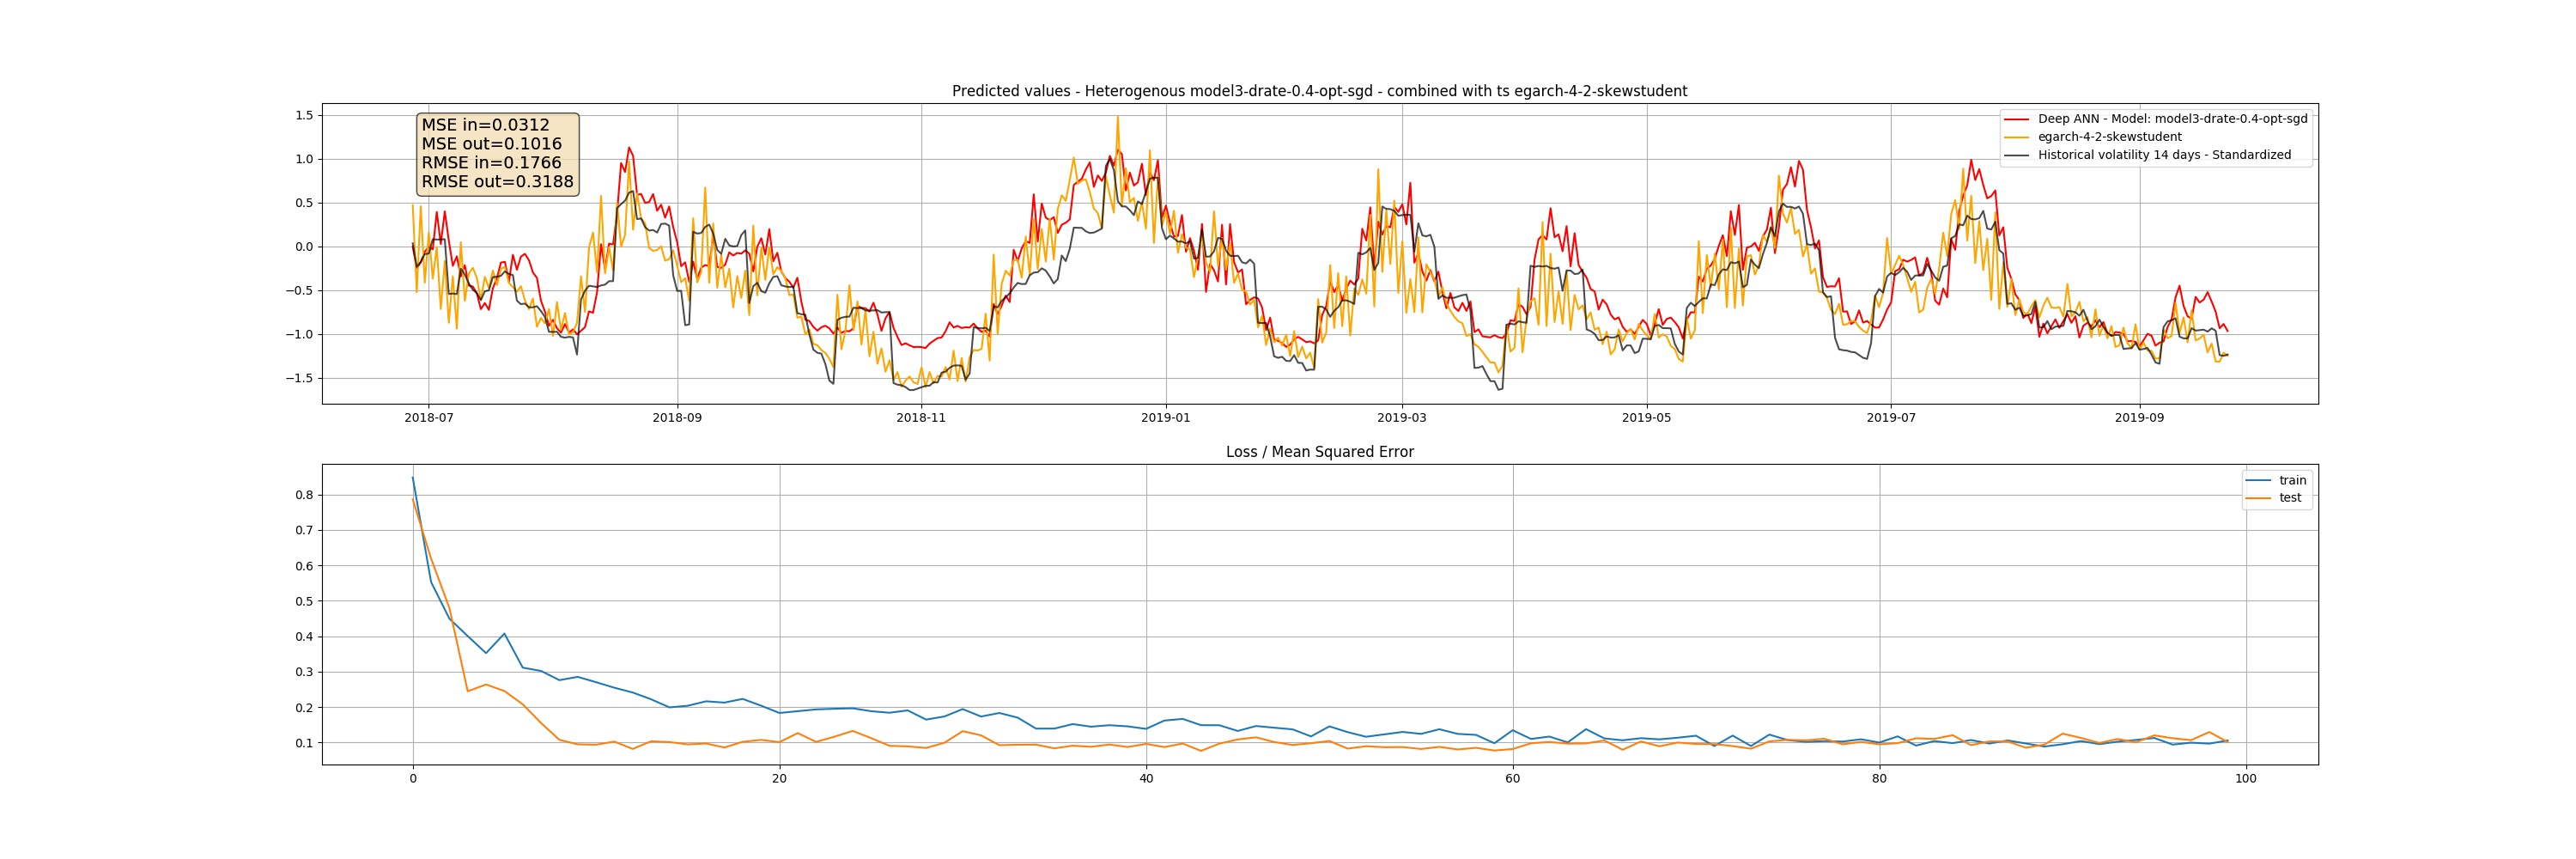 Predicted values - Heterogenous model3-drate-0.4-opt-sgd - combined with ts egarch-4-2-skewstudent
MSE in=0.0312
MSE out=0.1016
RMSE in=0.1766
RMSE out=0.3188
Deep ANN - Model: model3-drate-0.4-opt-sgd
egarch-4-2-skewstudent
Historical volatility 14 days - Standardized
1.5
1.0
0.5
0.0
−0.5
−1.0
−1.5
2018-07 2018-09 2018-11 2019-01 2019-03 2019-05 2019-07 2019-09
Loss / Mean Squared Error
train
test
0.8
0.7
0.6
0.5
0.4
0.3
0.2
0.1
0 20 40 60 80 100